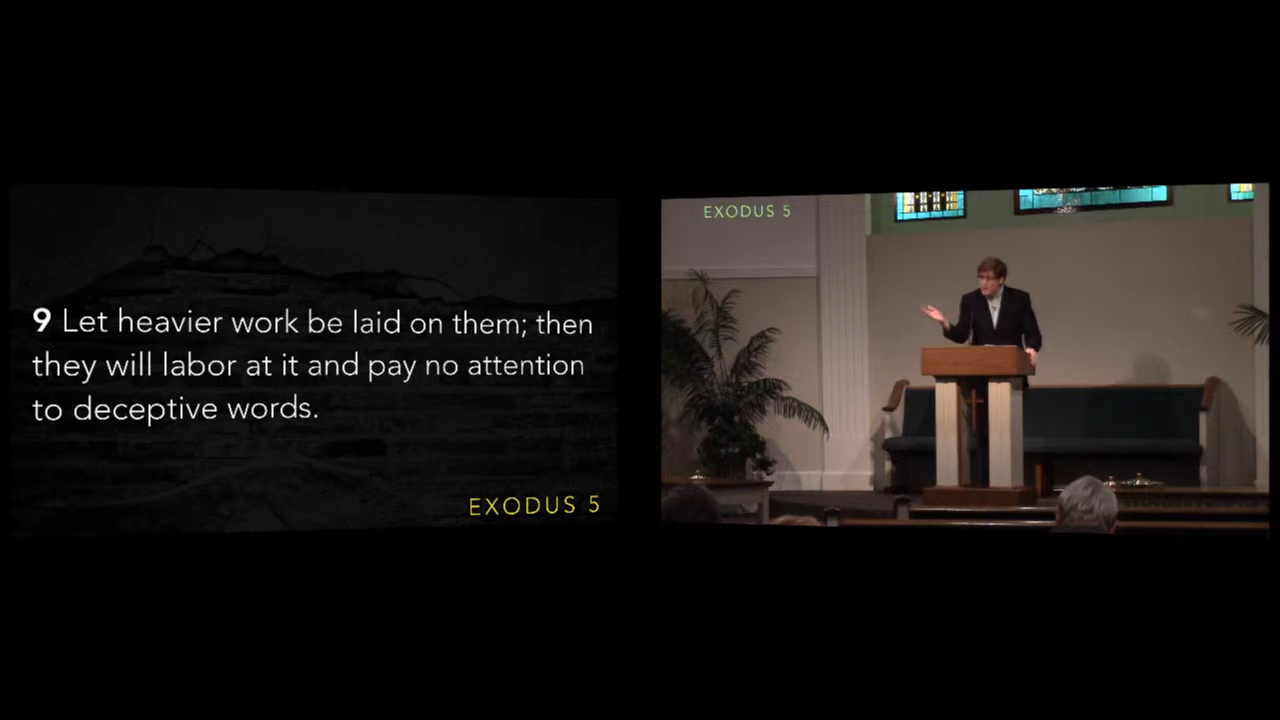 9 Let heavier work be laid on them; then
they will labor at it and pay no attention
to deceptive words.
EXODUS 5
EXODUS 5